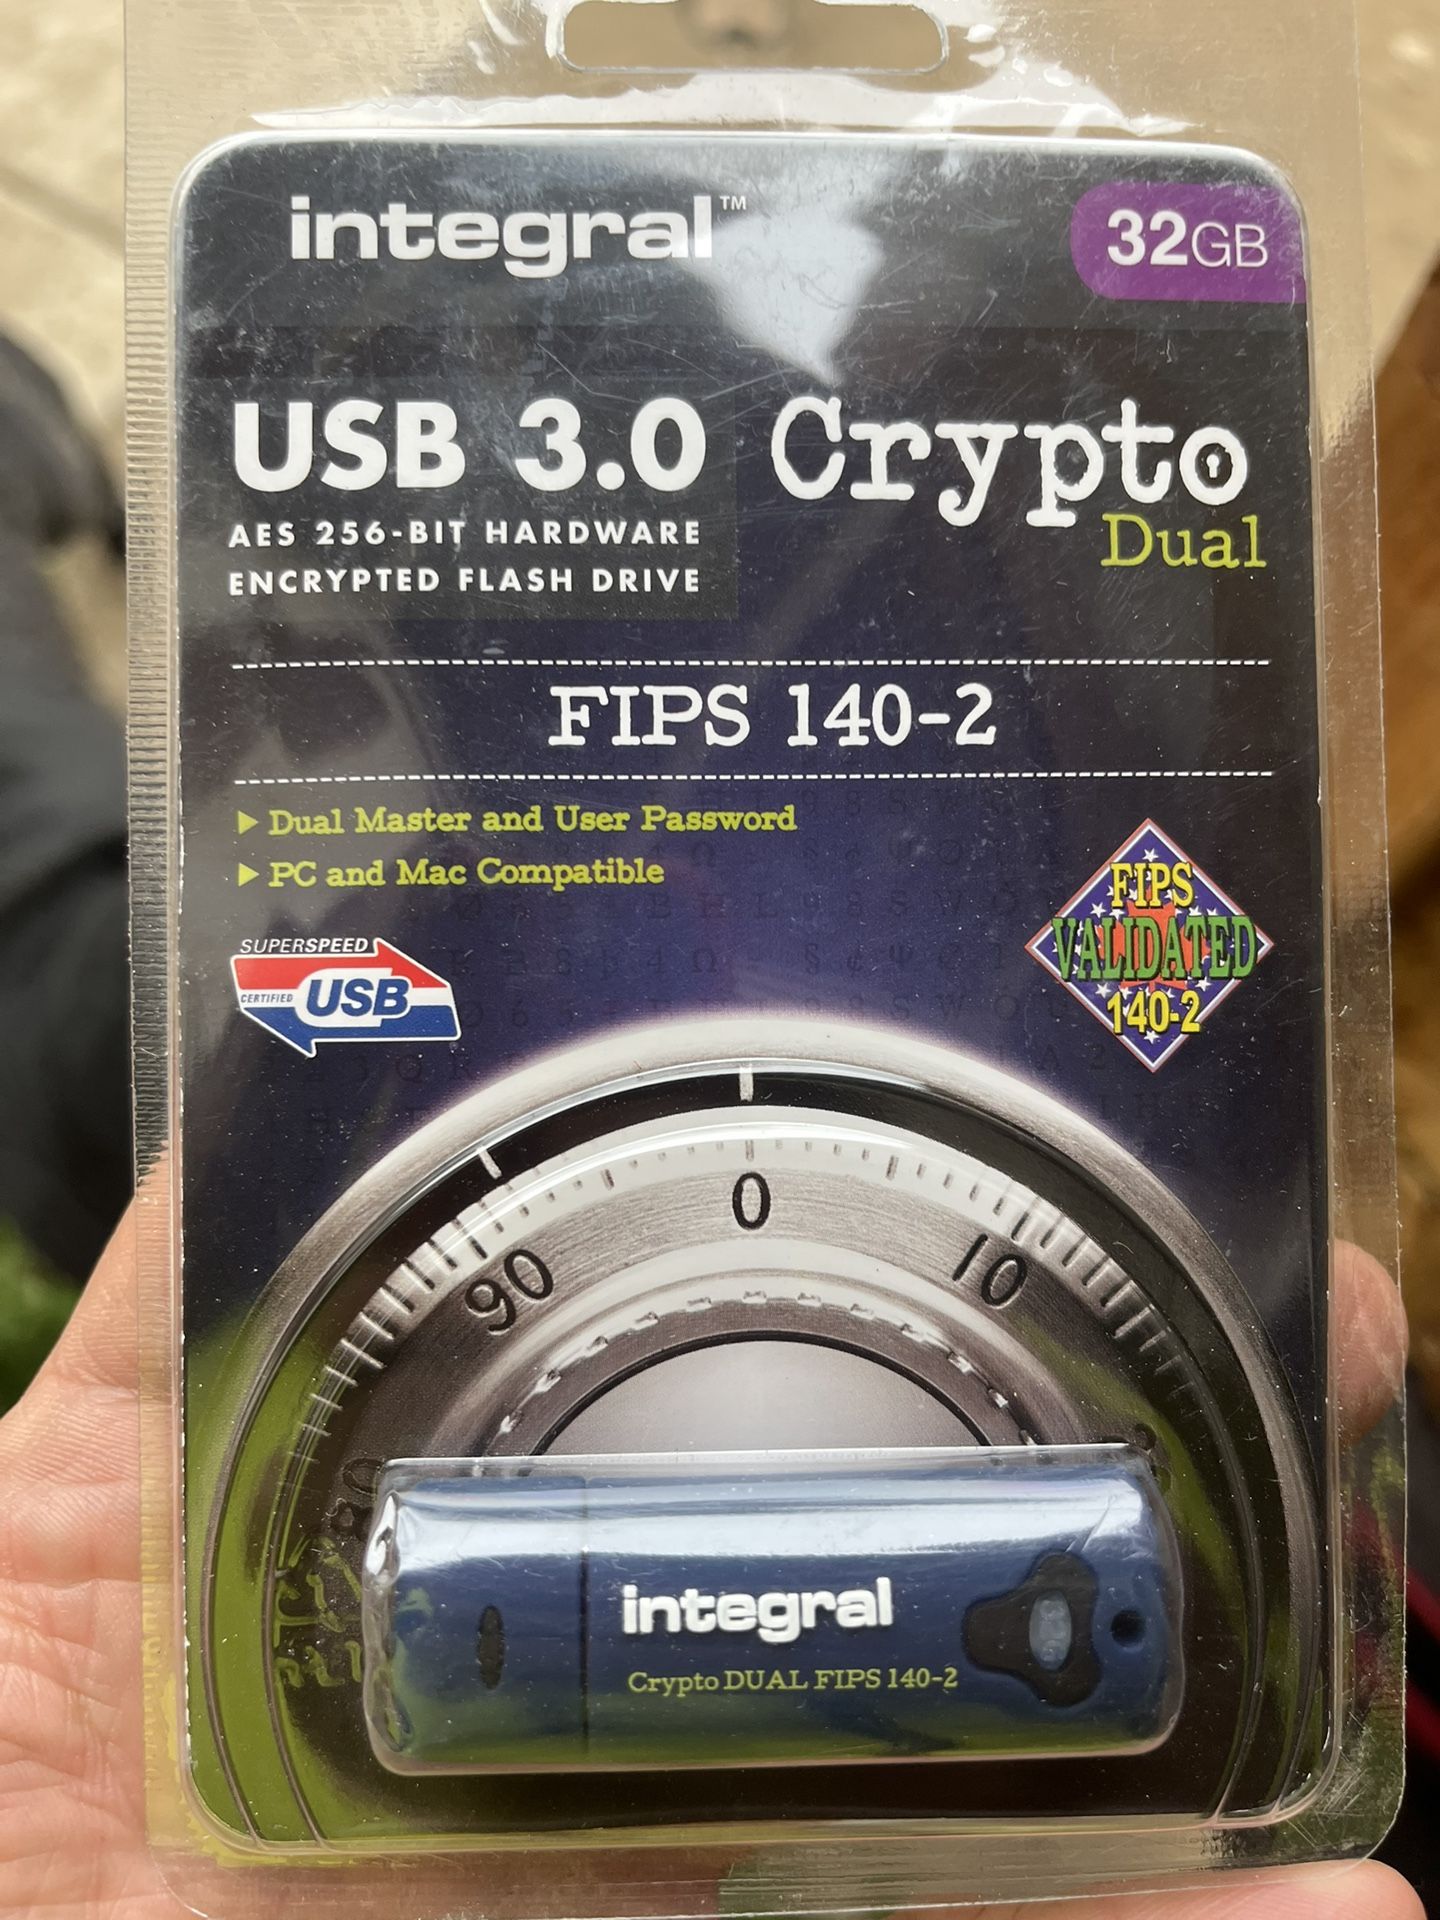 integral™
32GB
USB 3.0 Crypto
Dual
AES 256-BIT HARDWARE
ENCRYPTED FLASH DRIVE
FIPS 140-2
▶ Dual Master and User Password
▶ PC and Mac Compatible
SUPERSPEED
CERTIFIED USB
FIPS
VALIDATED
140-2
0
90
10
80
integral
Crypto DUAL FIPS 140-2